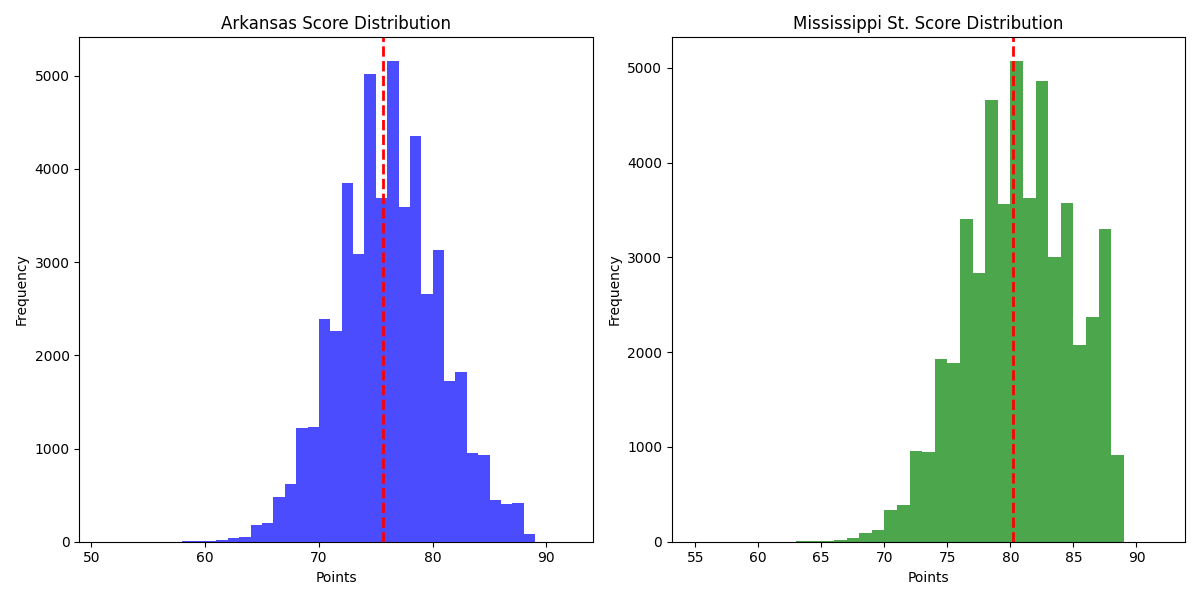 Arkansas Score Distribution
Frequency
5000
4000
3000
2000
1000
0
50 60 70 80 90
Points
Mississippi St. Score Distribution
Frequency
5000
4000
3000
2000
1000
0
55 60 65 70 75 80 85 90
Points